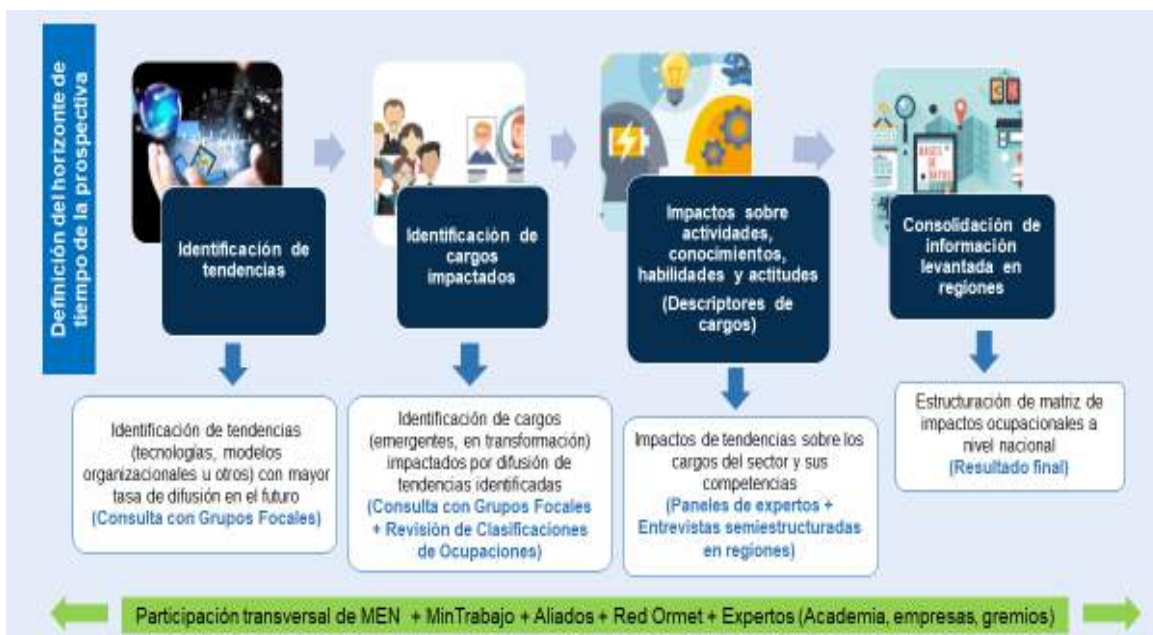 Definición del horizonte de
tiempo de la prospectiva
Identificación de
tendencias
Identificación de
cargos
impactados
Impactos sobre
actividades,
conocimientos,
habilidades y actitudes
(Descriptores de
cargos)
BASES
DE
DATOS
Consolidación de
información
levantada en
regiones
Identificación de tendencias
(tecnologías, modelos
organizacionales u otros) con mayor
tasa de difusión en el futuro
(Consulta con Grupos Focales)
Identificación de cargos
(emergentes, en transformación)
impactados por difusión de
tendencias identificadas
(Consulta con Grupos Focales
+ Revisión de Clasificaciones
de Ocupaciones)
Impactos de tendencias sobre los
cargos del sector y sus
competencias
(Paneles de expertos +
Entrevistas semiestructuradas
en regiones)
Estructuración de matriz de
impactos ocupacionales a
nivel nacional
(Resultado final)
Participación transversal de MEN + MinTrabajo + Aliados + Red Ormet + Expertos (Academia, empresas, gremios)